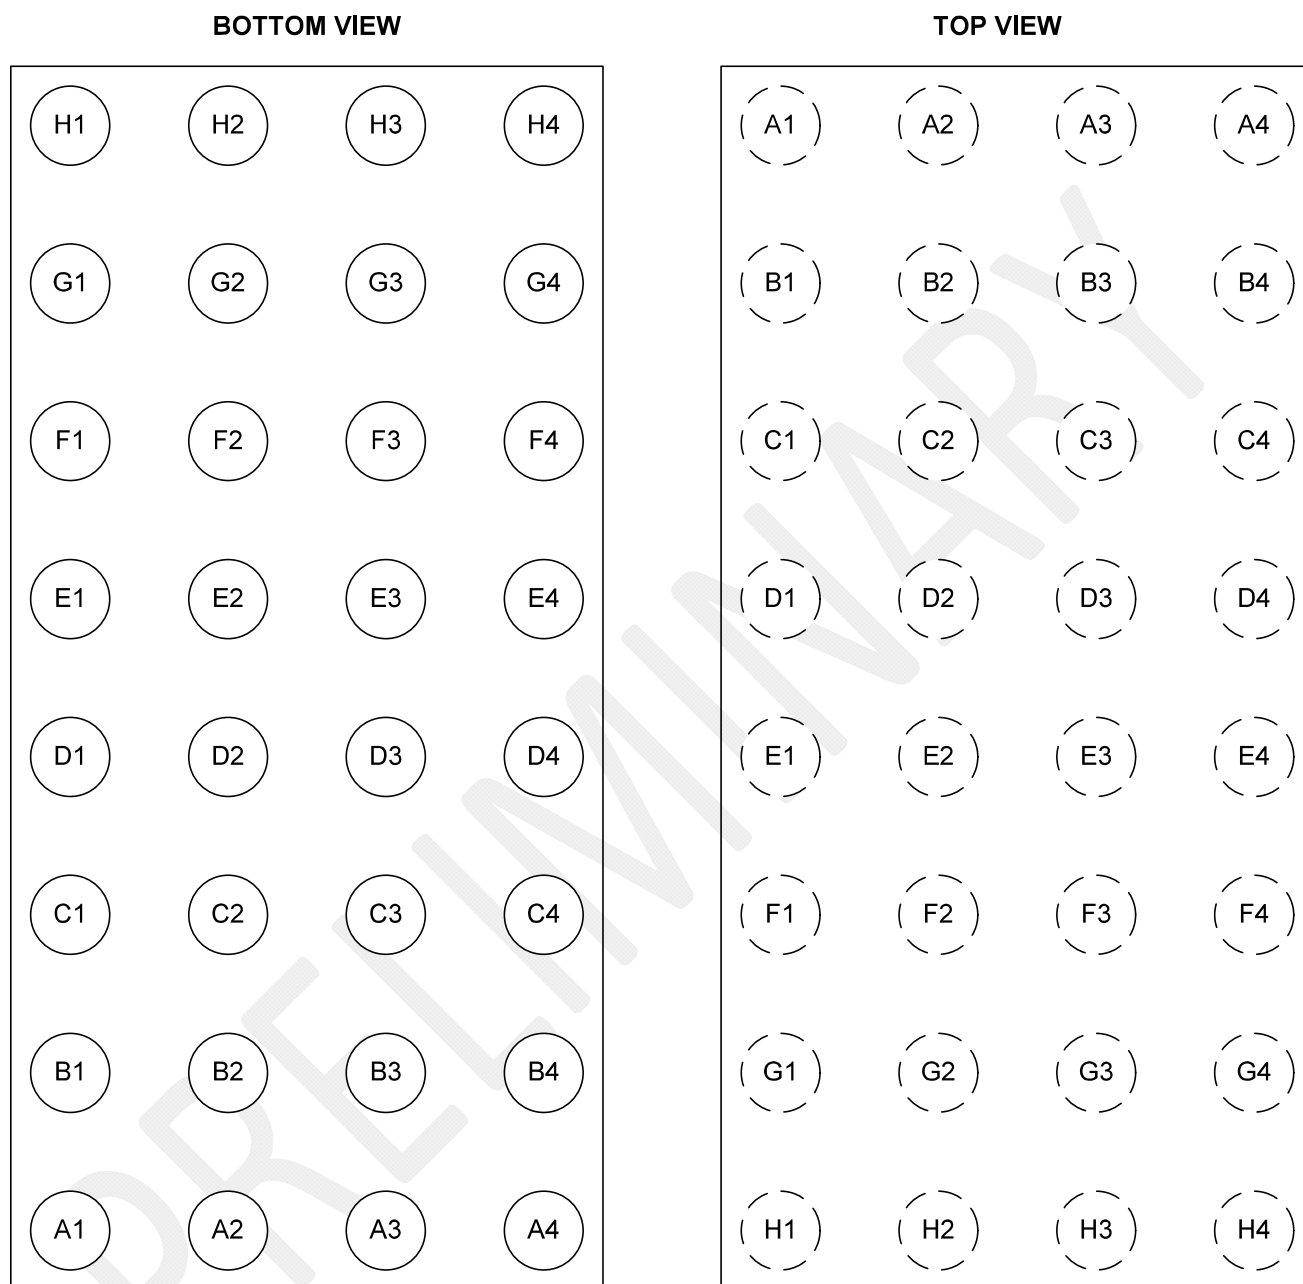 BOTTOM VIEW
H1 H2 H3 H4
G1 G2 G3 G4
F1 F2 F3 F4
E1 E2 E3 E4
D1 D2 D3 D4
C1 C2 C3 C4
B1 B2 B3 B4
A1 A2 A3 A4
TOP VIEW
A1 A2 A3 A4
B1 B2 B3 B4
C1 C2 C3 C4
D1 D2 D3 D4
E1 E2 E3 E4
F1 F2 F3 F4
G1 G2 G3 G4
H1 H2 H3 H4
PRELIMINARY